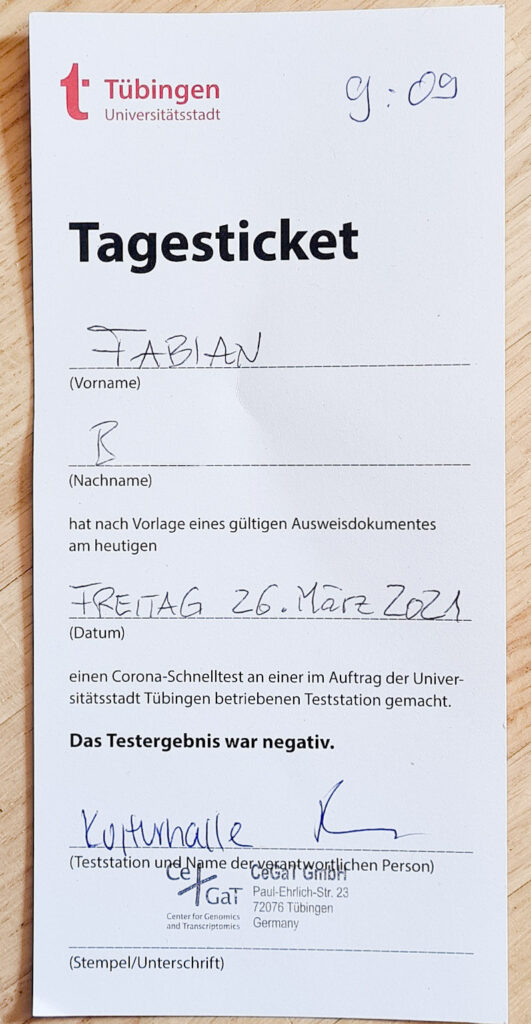 t Tübingen
Universitätsstadt
9:09
Tagesticket
FABIAN
(Vorname)
B
(Nachname)
hat nach Vorlage eines gültigen Ausweisdokumentes
am heutigen
FREITAG 26. März 2021
(Datum)
einen Corona-Schnelltest an einer im Auftrag der Univer-
sitätsstadt Tübingen betriebenen Teststation gemacht.
Das Testergebnis war negativ.
Kulturhalle
(Teststation und Name der verantwortlichen Person)
CeGaT
Center for Genomics
and Transcriptomics
CeGaT GmbH
Paul-Ehrlich-Str. 23
72076 Tübingen
Germany
(Stempel/Unterschrift)